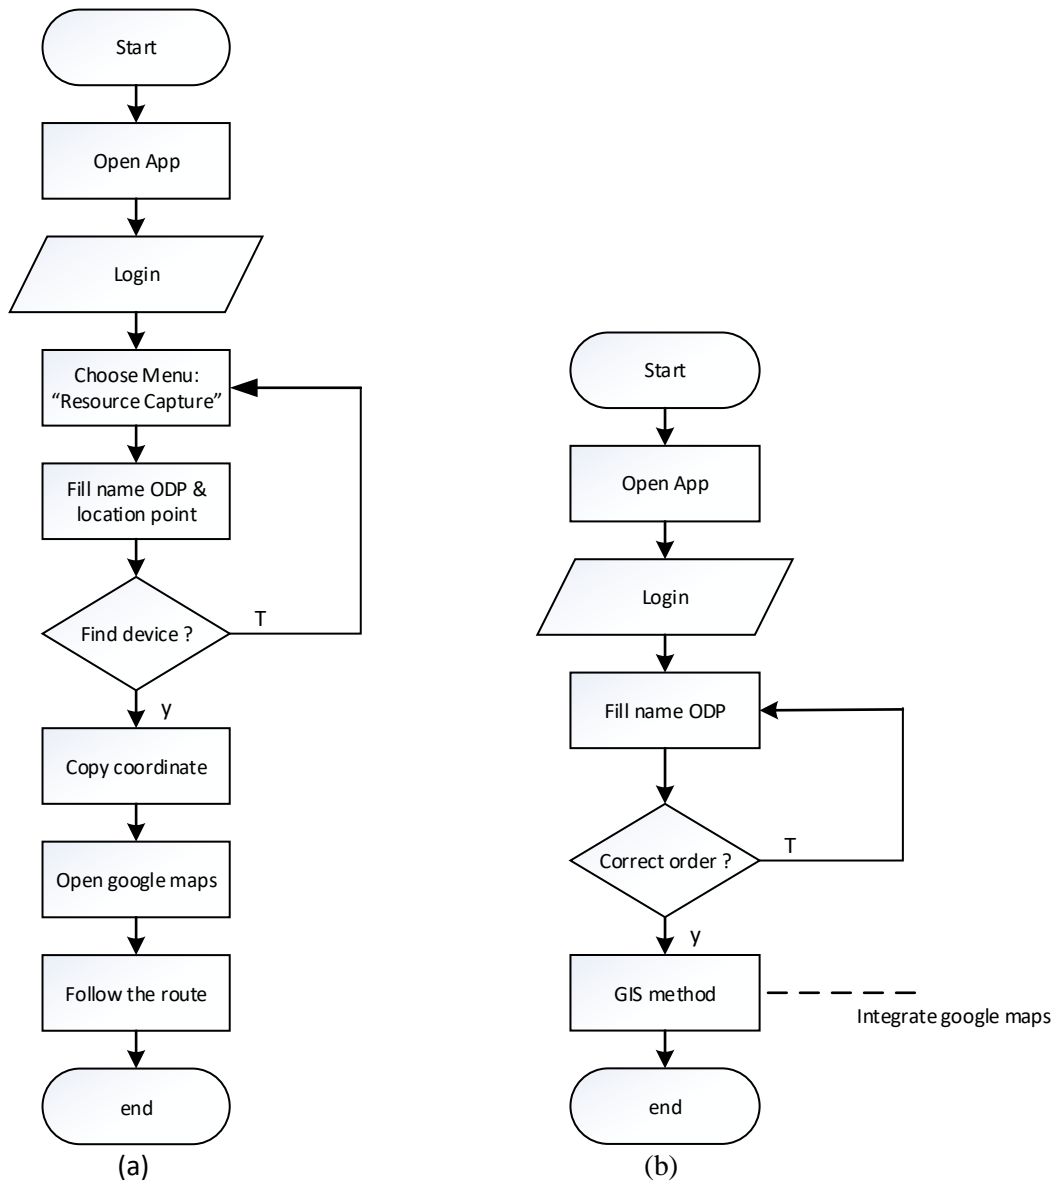 Start
Open App
Login
Choose Menu:
“Resource Capture”
Fill name ODP &
location point
Find device ?
T
y
Copy coordinate
Open google maps
Follow the route
end
(a)
Start
Open App
Login
Fill name ODP
Correct order ?
T
y
GIS method
Integrate google maps
end
(b)